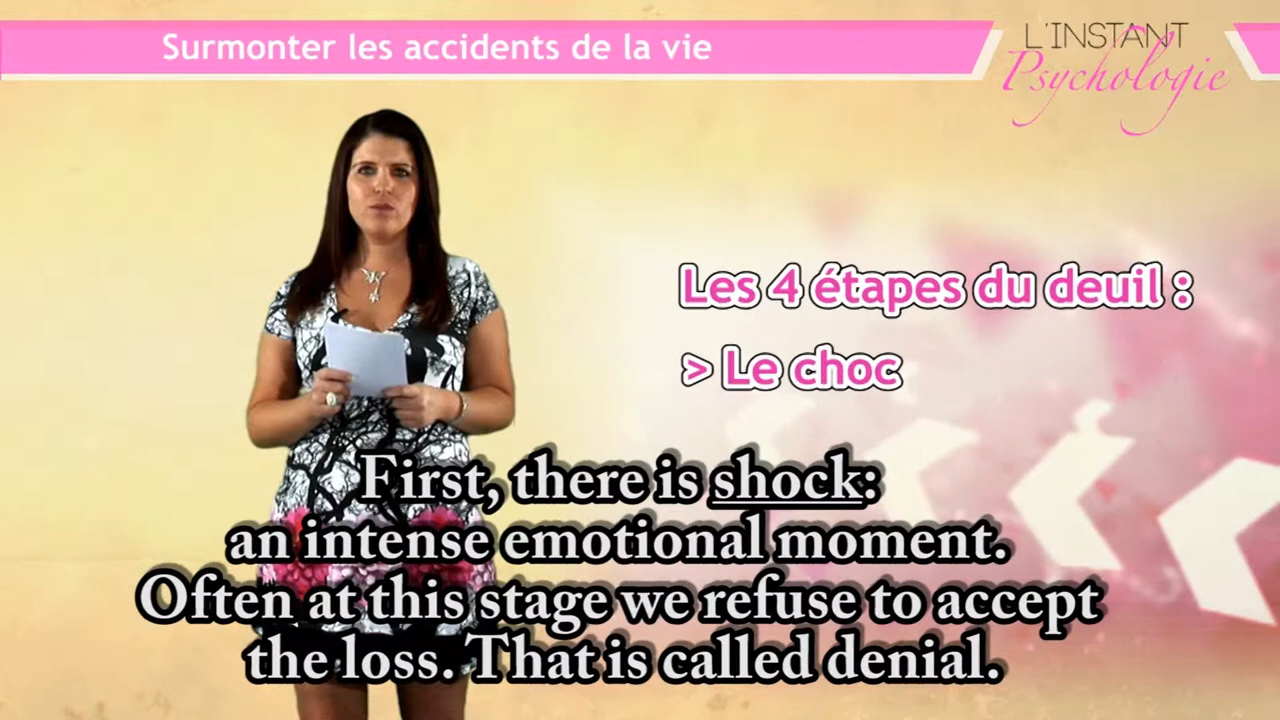 Surmonter les accidents de la vie
L'INSTANT
Psychologie
Les 4 étapes du deuil :
> Le choc
First, there is shock:
an intense emotional moment.
Often at this stage we refuse to accept
the loss. That is called denial.